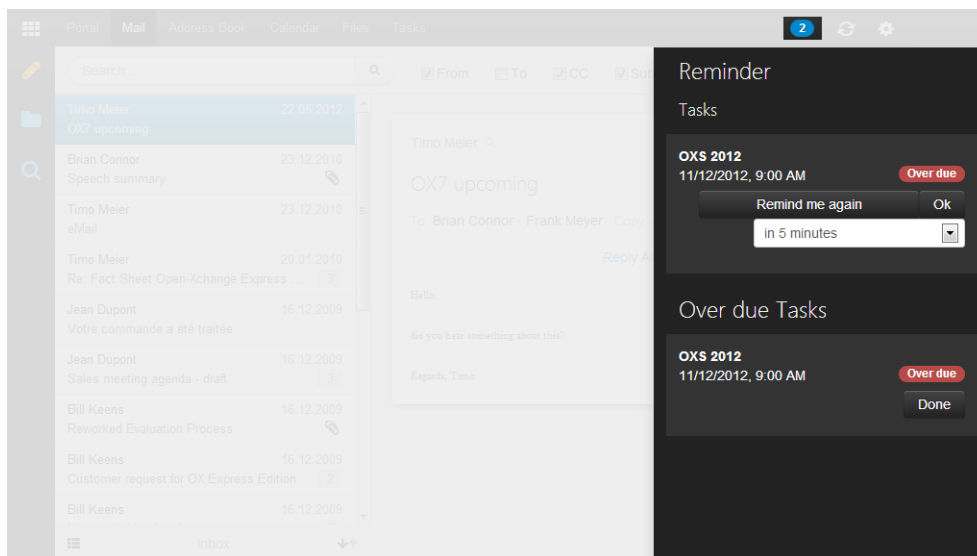 Portal Mail Address Book Calendar Files Tasks 2
Search...
From To CC
Timo Meier 22.05.2012
OX7 upcoming
Brian Connor 23.12.2010
Speech summary
Timo Meier 23.12.2010
eMail
Timo Meier 20.01.2010
Re: Fact Sheet Open-Xchange Express ... 3
Jean Dupont 16.12.2009
Votre commande a été traitée
Jean Dupont 16.12.2009
Sales meeting agenda - draft 3
Bill Keens 16.12.2009
Reworked Evaluation Process
Bill Keens 16.12.2009
Customer request for OX Express Edition 2
Bill Keens 16.12.2009
Inbox
Timo Meier
OX7 upcoming
To: Brian Connor · Frank Meyer · Copy
Reply A
Hello,
did you hear something about this?
Regards, Timo
Reminder
Tasks
OXS 2012
11/12/2012, 9:00 AM Over due
Remind me again Ok
in 5 minutes
Over due Tasks
OXS 2012
11/12/2012, 9:00 AM Over due
Done